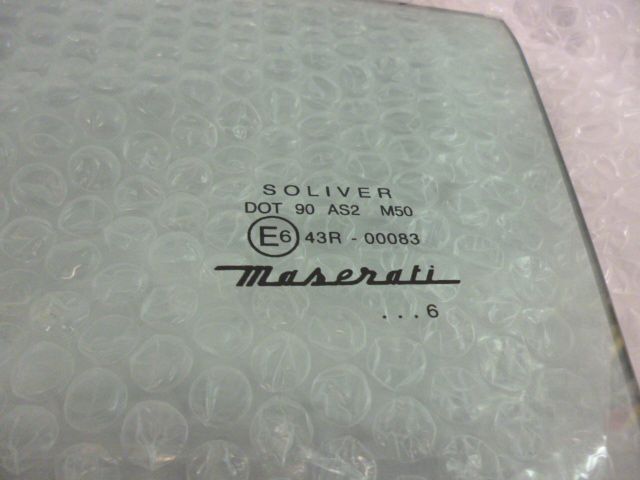 SOLIVER
DOT 90 AS2 M50
E6 43R - 00083
Maserati
...6